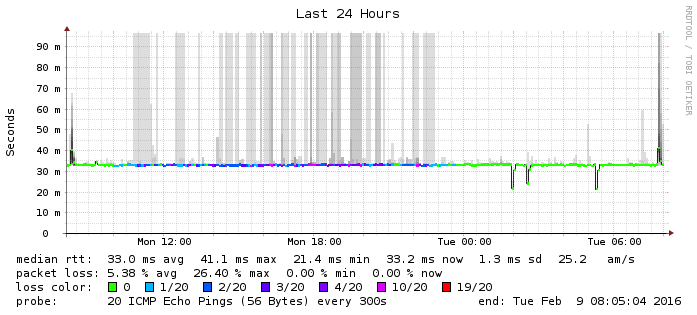 Last 24 Hours
RRDTOOL / TOBI OETIKER
Seconds
90 m
80 m
70 m
60 m
50 m
40 m
30 m
20 m
10 m
0
Mon 12:00 Mon 18:00 Tue 00:00 Tue 06:00
median rtt: 33.0 ms avg 41.1 ms max 21.4 ms min 33.2 ms now 1.3 ms sd 25.2 am/s
packet loss: 5.38 % avg 26.40 % max 0.00 % min 0.00 % now
loss color: 0 1/20 2/20 3/20 4/20 10/20 19/20
probe: 20 ICMP Echo Pings (56 Bytes) every 300s end: Tue Feb 9 08:05:04 2016